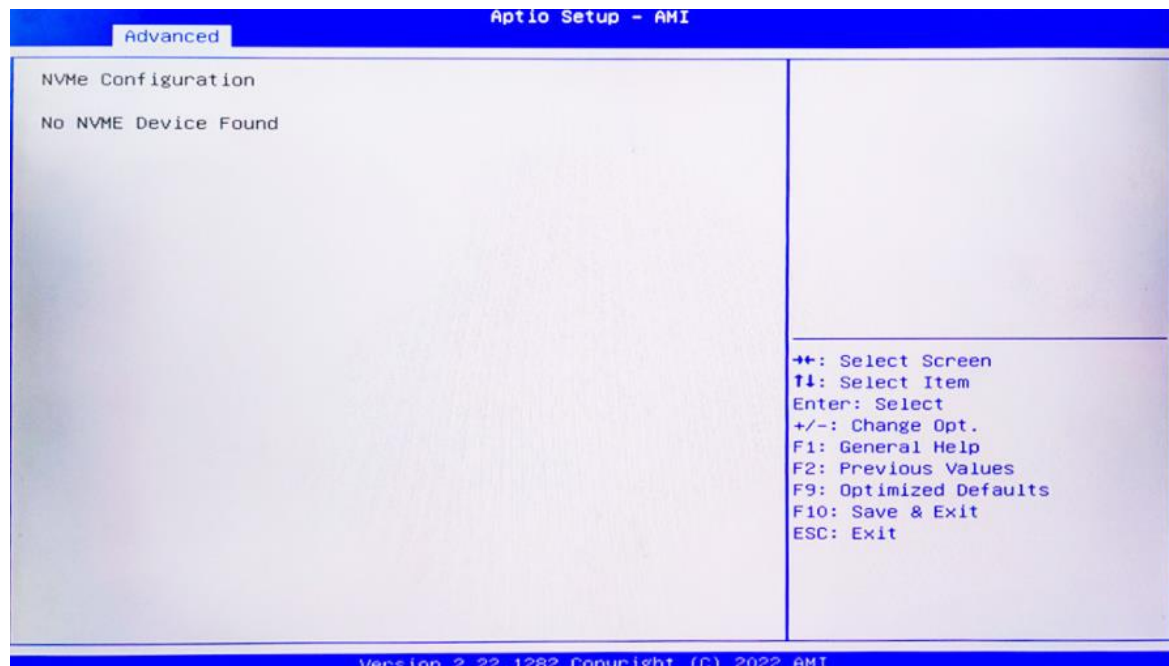 Aptio Setup - AMI
Advanced
NVMe Configuration
No NVME Device Found
→←: Select Screen
↑↓: Select Item
Enter: Select
+/-: Change Opt.
F1: General Help
F2: Previous Values
F9: Optimized Defaults
F10: Save & Exit
ESC: Exit
Version 2.22.1282 Copyright (C) 2022 AMI